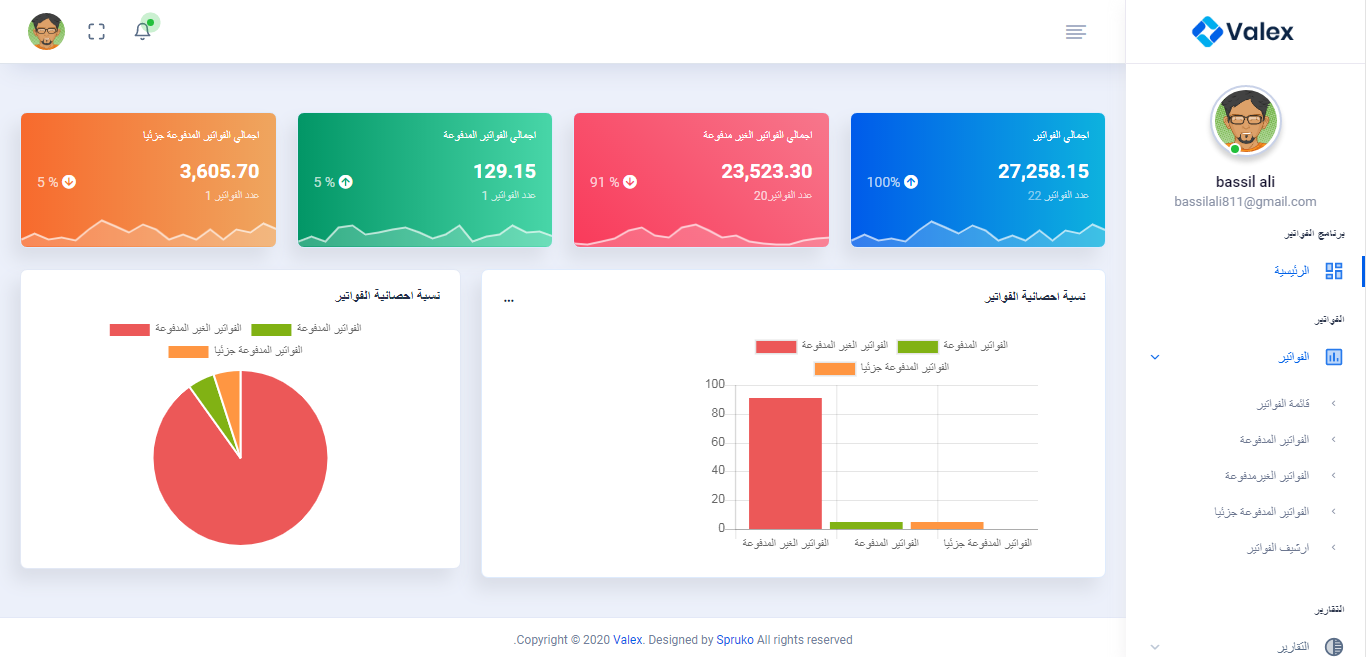 Valex
bassil ali
bassilali811@gmail.com
برنامج الفواتير
الرئيسية
الفواتير
الفواتير
قائمة الفواتير
الفواتير المدفوعة
الفواتير الغيرمدفوعة
الفواتير المدفوعة جزئيا
ارشيف الفواتير
التقارير
التقارير
اجمالي الفواتير
27,258.15
100%
عدد الفواتير 22
اجمالي الفواتير الغير مدفوعة
23,523.30
91 %
عدد الفواتير20
اجمالي الفواتير المدفوعة
129.15
5 %
عدد الفواتير 1
اجمالي الفواتير المدفوعة جزئيا
3,605.70
5 %
عدد الفواتير 1
نسبة احصائية الفواتير
...
الفواتير الغير المدفوعة
الفواتير المدفوعة
الفواتير المدفوعة جزئيا
100
80
60
40
20
0
الفواتير الغير المدفوعة
الفواتير المدفوعة
الفواتير المدفوعة جزئيا
نسبة احصائية الفواتير
الفواتير الغير المدفوعة
الفواتير المدفوعة
الفواتير المدفوعة جزئيا
.Copyright © 2020 Valex. Designed by Spruko All rights reserved